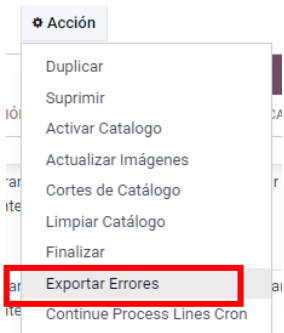 Acción
Duplicar
Suprimir
Activar Catalogo
Actualizar Imágenes
Cortes de Catálogo
Limpiar Catálogo
Finalizar
Exportar Errores
Continue Process Lines Cron